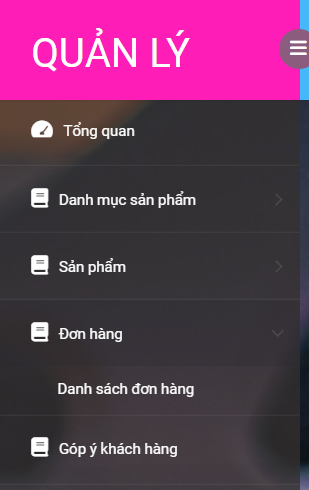 QUẢN LÝ
Tổng quan
Danh mục sản phẩm
Sản phẩm
Đơn hàng
Danh sách đơn hàng
Góp ý khách hàng